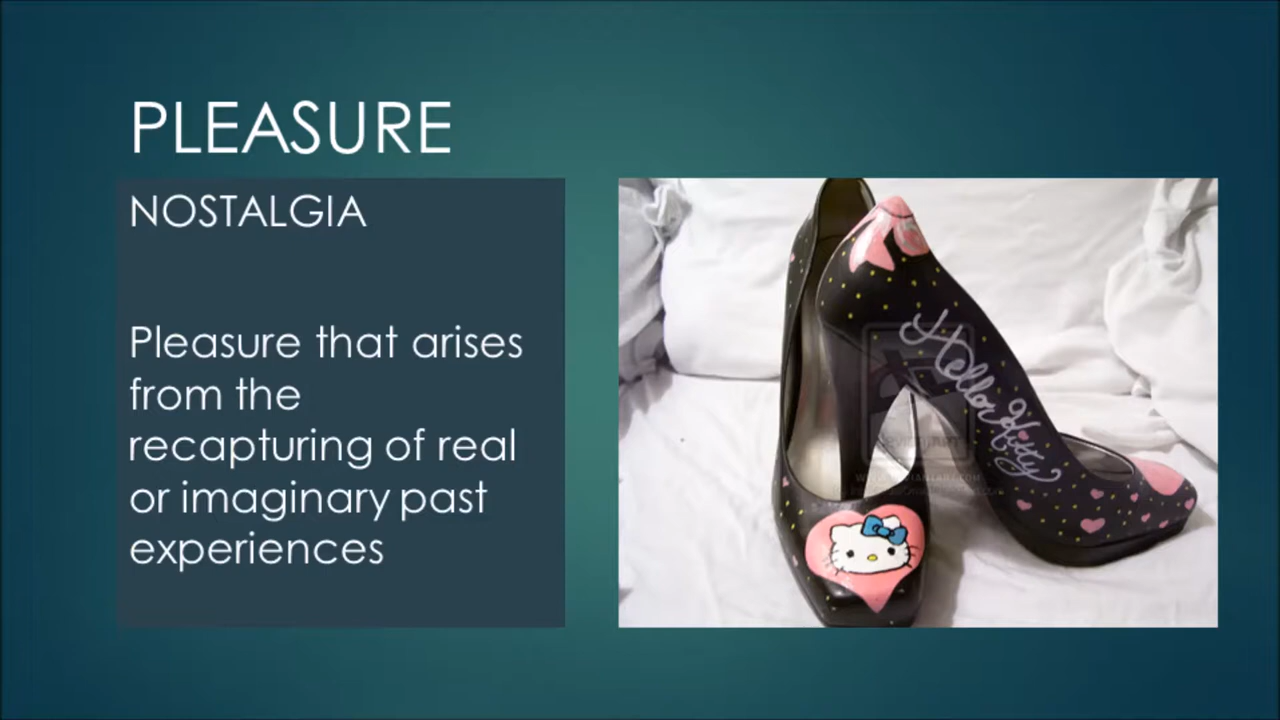 PLEASURE
NOSTALGIA
Pleasure that arises
from the
recapturing of real
or imaginary past
experiences
Hello Kitty